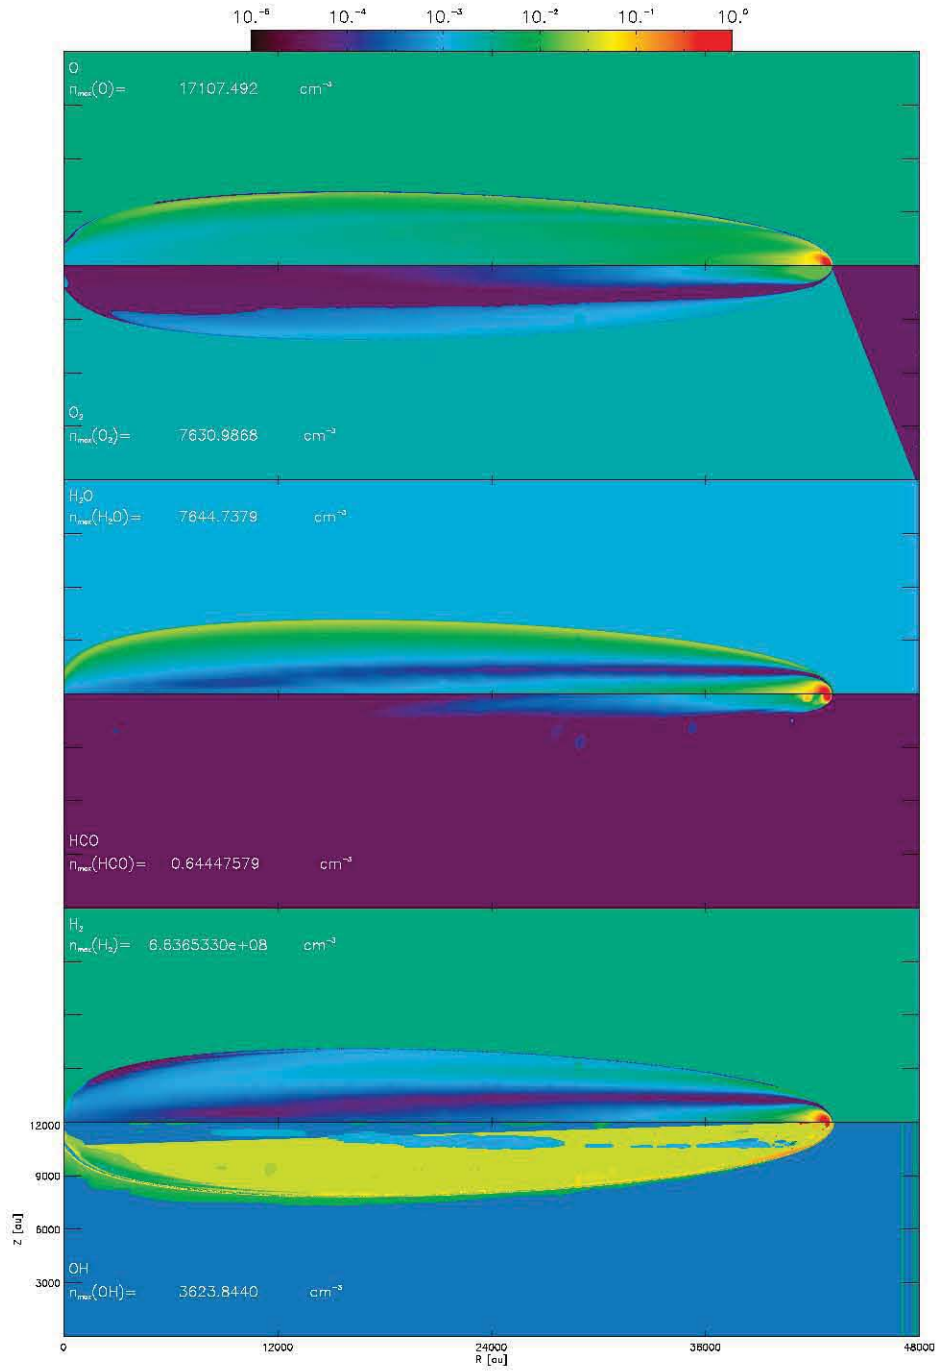 10.⁻⁵ 10.⁻⁴ 10.⁻³ 10.⁻² 10.⁻¹ 10.⁰
O
n_max(O)= 17107.492 cm⁻³
O₂
n_max(O₂)= 7630.9868 cm⁻³
H₂O
n_max(H₂O)= 7644.7379 cm⁻³
HCO
n_max(HCO)= 0.64447579 cm⁻³
H₂
n_max(H₂)= 6.8365330e+08 cm⁻³
12000
9000
6000
Z [au]
3000
OH
n_max(OH)= 3623.8440 cm⁻³
0 12000 24000 36000 48000
R [au]